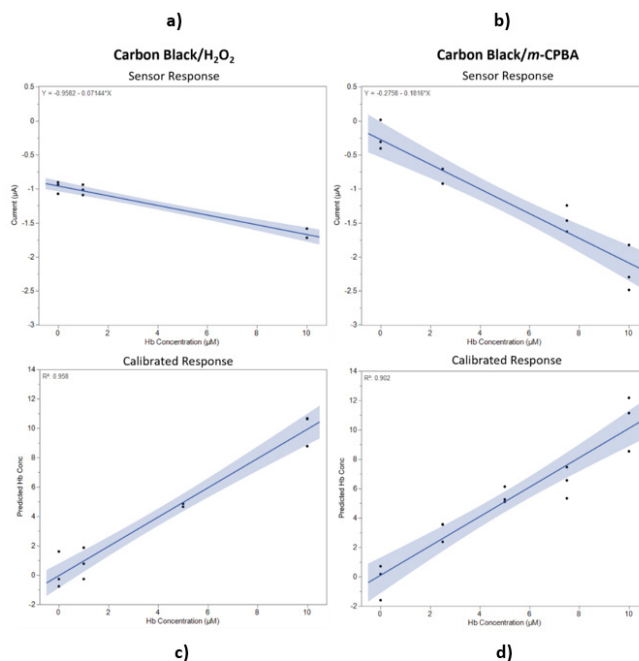 a)
b)
Carbon Black/H₂O₂
Carbon Black/m-CPBA
Sensor Response
Sensor Response
Y = -0.9582 - 0.07144*X
Y = -0.2758 - 0.1816*X
0.5
0
-0.5
-1
-1.5
-2
-2.5
-3
Current (µA)
0 2 4 6 8 10
Hb Concentration (µM)
0.5
0
-0.5
-1
-1.5
-2
-2.5
-3
Current (µA)
0 2 4 6 8 10
Hb Concentration (µM)
Calibrated Response
Calibrated Response
R²: 0.958
R²: 0.902
14
12
10
8
6
4
2
0
-2
Predicted Hb Conc
0 2 4 6 8 10
Hb Concentration (µM)
14
12
10
8
6
4
2
0
-2
Predicted Hb Conc
0 2 4 6 8 10
Hb Concentration (µM)
c)
d)